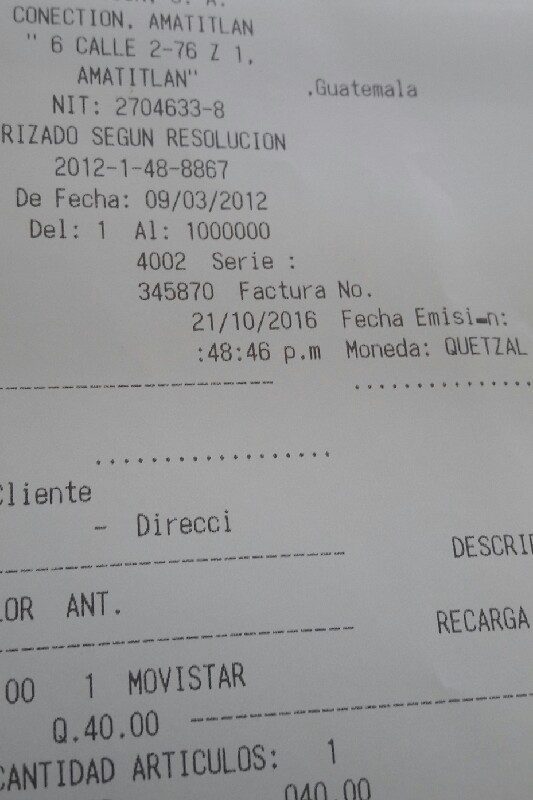 CONECTION. AMATITLAN
" 6 CALLE 2-76 Z 1.
AMATITLAN" .Guatemala
NIT: 2704633-8
RIZADO SEGUN RESOLUCION
2012-1-48-8867
De Fecha: 09/03/2012
Del: 1 Al: 1000000
4002 Serie :
345870 Factura No.
21/10/2016 Fecha Emisi n:
:48:46 p.m Moneda: QUETZAL
Cliente
- Direcci
DESCRI
LOR ANT.
RECARGA
00 1 MOVISTAR
Q.40.00
CANTIDAD ARTICULOS: 1
Q40.00